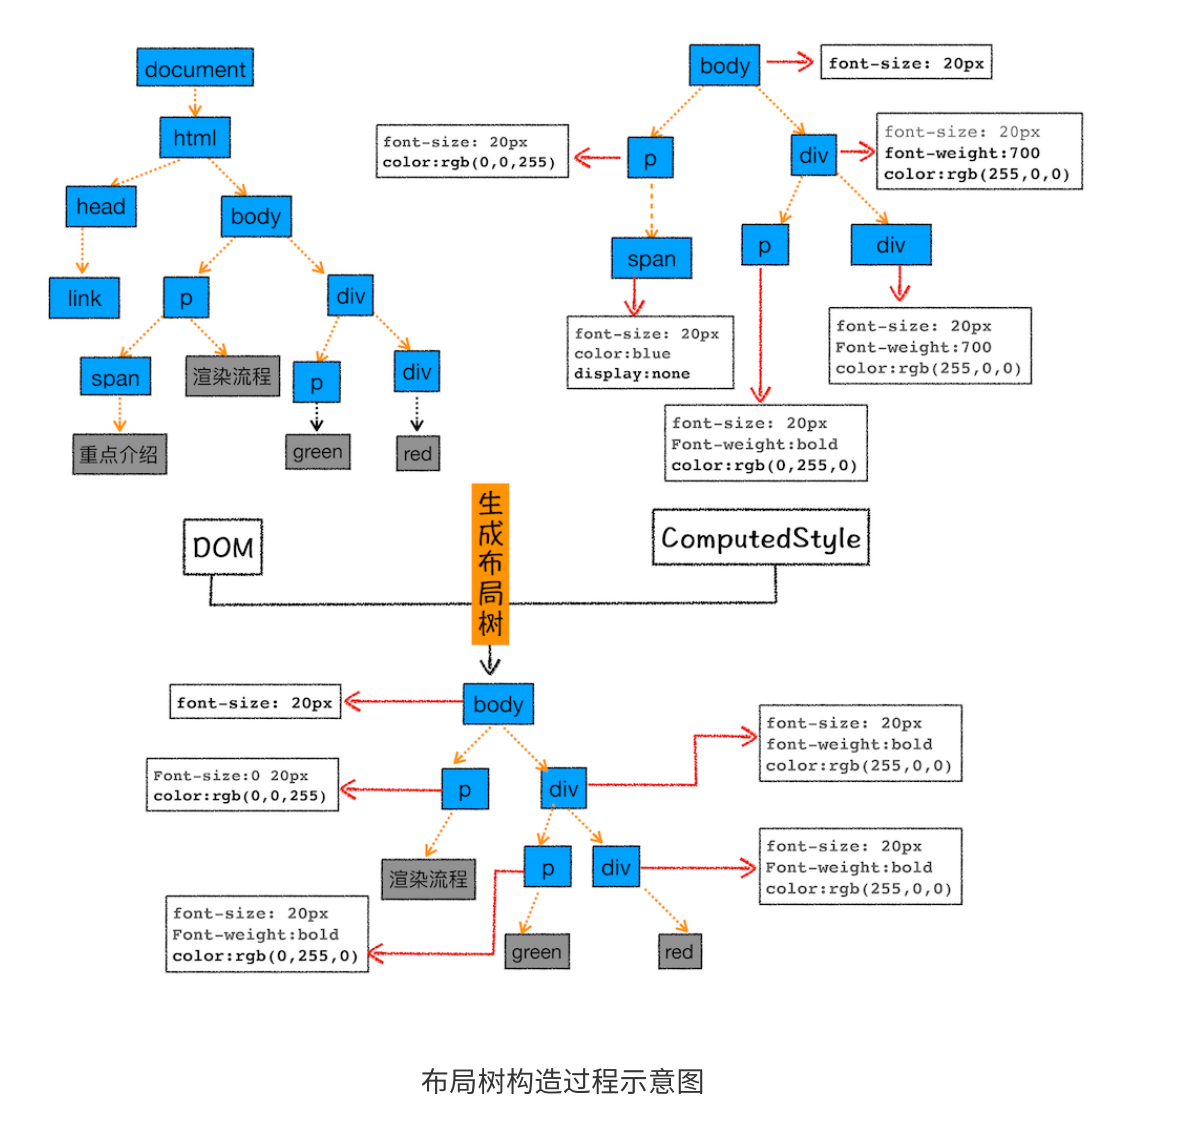 document
html
head
body
link
p
div
span
渲染流程
p
div
重点介绍
green
red
body
font-size: 20px
font-size: 20px
color:rgb(0,0,255)
p
div
font-size: 20px
font-weight:700
color:rgb(255,0,0)
span
p
div
font-size: 20px
color:blue
display:none
font-size: 20px
Font-weight:700
color:rgb(255,0,0)
font-size: 20px
Font-weight:bold
color:rgb(0,255,0)
DOM
生成布局树
ComputedStyle
font-size: 20px
body
font-size: 20px
font-weight:bold
color:rgb(255,0,0)
Font-size:0 20px
color:rgb(0,0,255)
p
div
渲染流程
p
div
font-size: 20px
Font-weight:bold
color:rgb(255,0,0)
font-size: 20px
Font-weight:bold
color:rgb(0,255,0)
green
red
布局树构造过程示意图